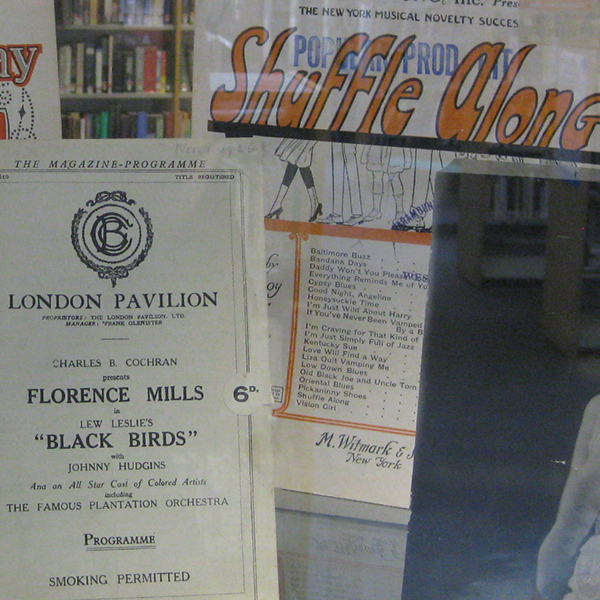 THE MAGAZINE-PROGRAMME
TITLE REGISTERED
LONDON PAVILION
PROPRIETORS: THE LONDON PAVILION, LTD.
MANAGER: FRANK GLENISTER
CHARLES B. COCHRAN
presents
FLORENCE MILLS
in
LEW LESLIE'S
"BLACK BIRDS"
with
JOHNNY HUDGINS
And an All Star Cast of Colored Artists
including
THE FAMOUS PLANTATION ORCHESTRA
PROGRAMME
SMOKING PERMITTED
6D.
ay
Inc.
THE NEW YORK MUSICAL NOVELTY SUCCES
Shuffle Along
Baltimore Buzz
Bandana Days
Daddy Won't You Please
Everything Reminds Me of Yo
Gypsy Blues
Good Night, Angeline
Honeysuckle Time
I'm Just Wild About Harry
If You've Never Been Vamped
By a B
I'm Craving for That Kind of
I'm Just Simply Full of Jazz
Kentucky Sue
Love Will Find a Way
Liza Quit Vamping Me
Low Down Blues
Old Black Joe and Uncle Tom
Oriental Blues
Pickaninny Shoes
Shuffle Along
Vision Girl
M. Witmark &
New York